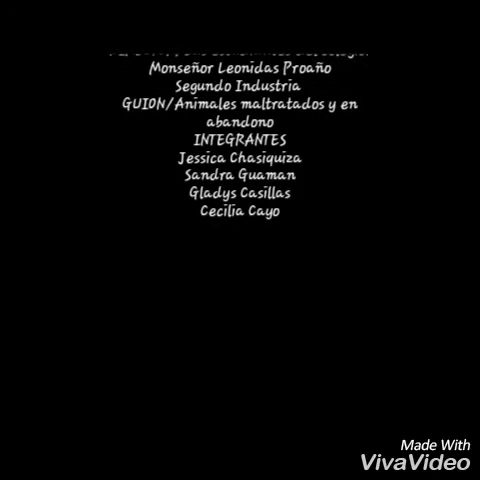 Monseñor Leonidas Proaño
Segundo Industria
GUION/Animales maltratados y en
abandono
INTEGRANTES
Jessica Chasiquiza
Sandra Guaman
Gladys Casillas
Cecilia Cayo
Made With
VivaVideo